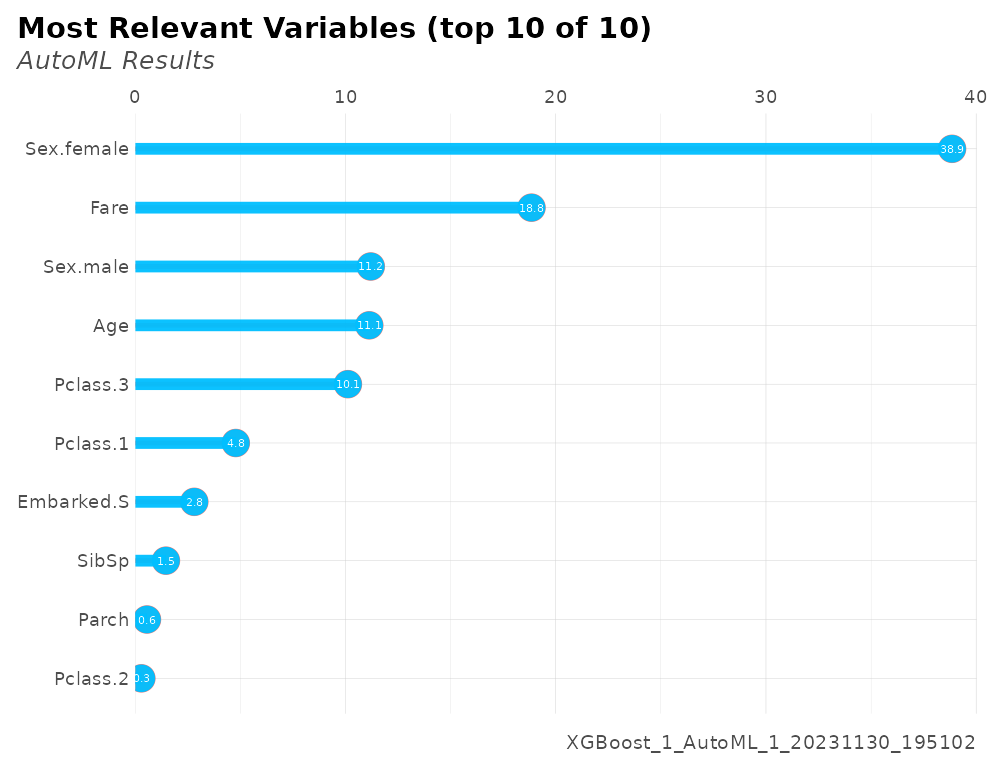 Most Relevant Variables (top 10 of 10)
AutoML Results
0 10 20 30 40
Sex.female 38.9
Fare 18.8
Sex.male 11.2
Age 11.1
Pclass.3 10.1
Pclass.1 4.8
Embarked.S 2.8
SibSp 1.5
Parch 0.6
Pclass.2 0.3
XGBoost_1_AutoML_1_20231130_195102